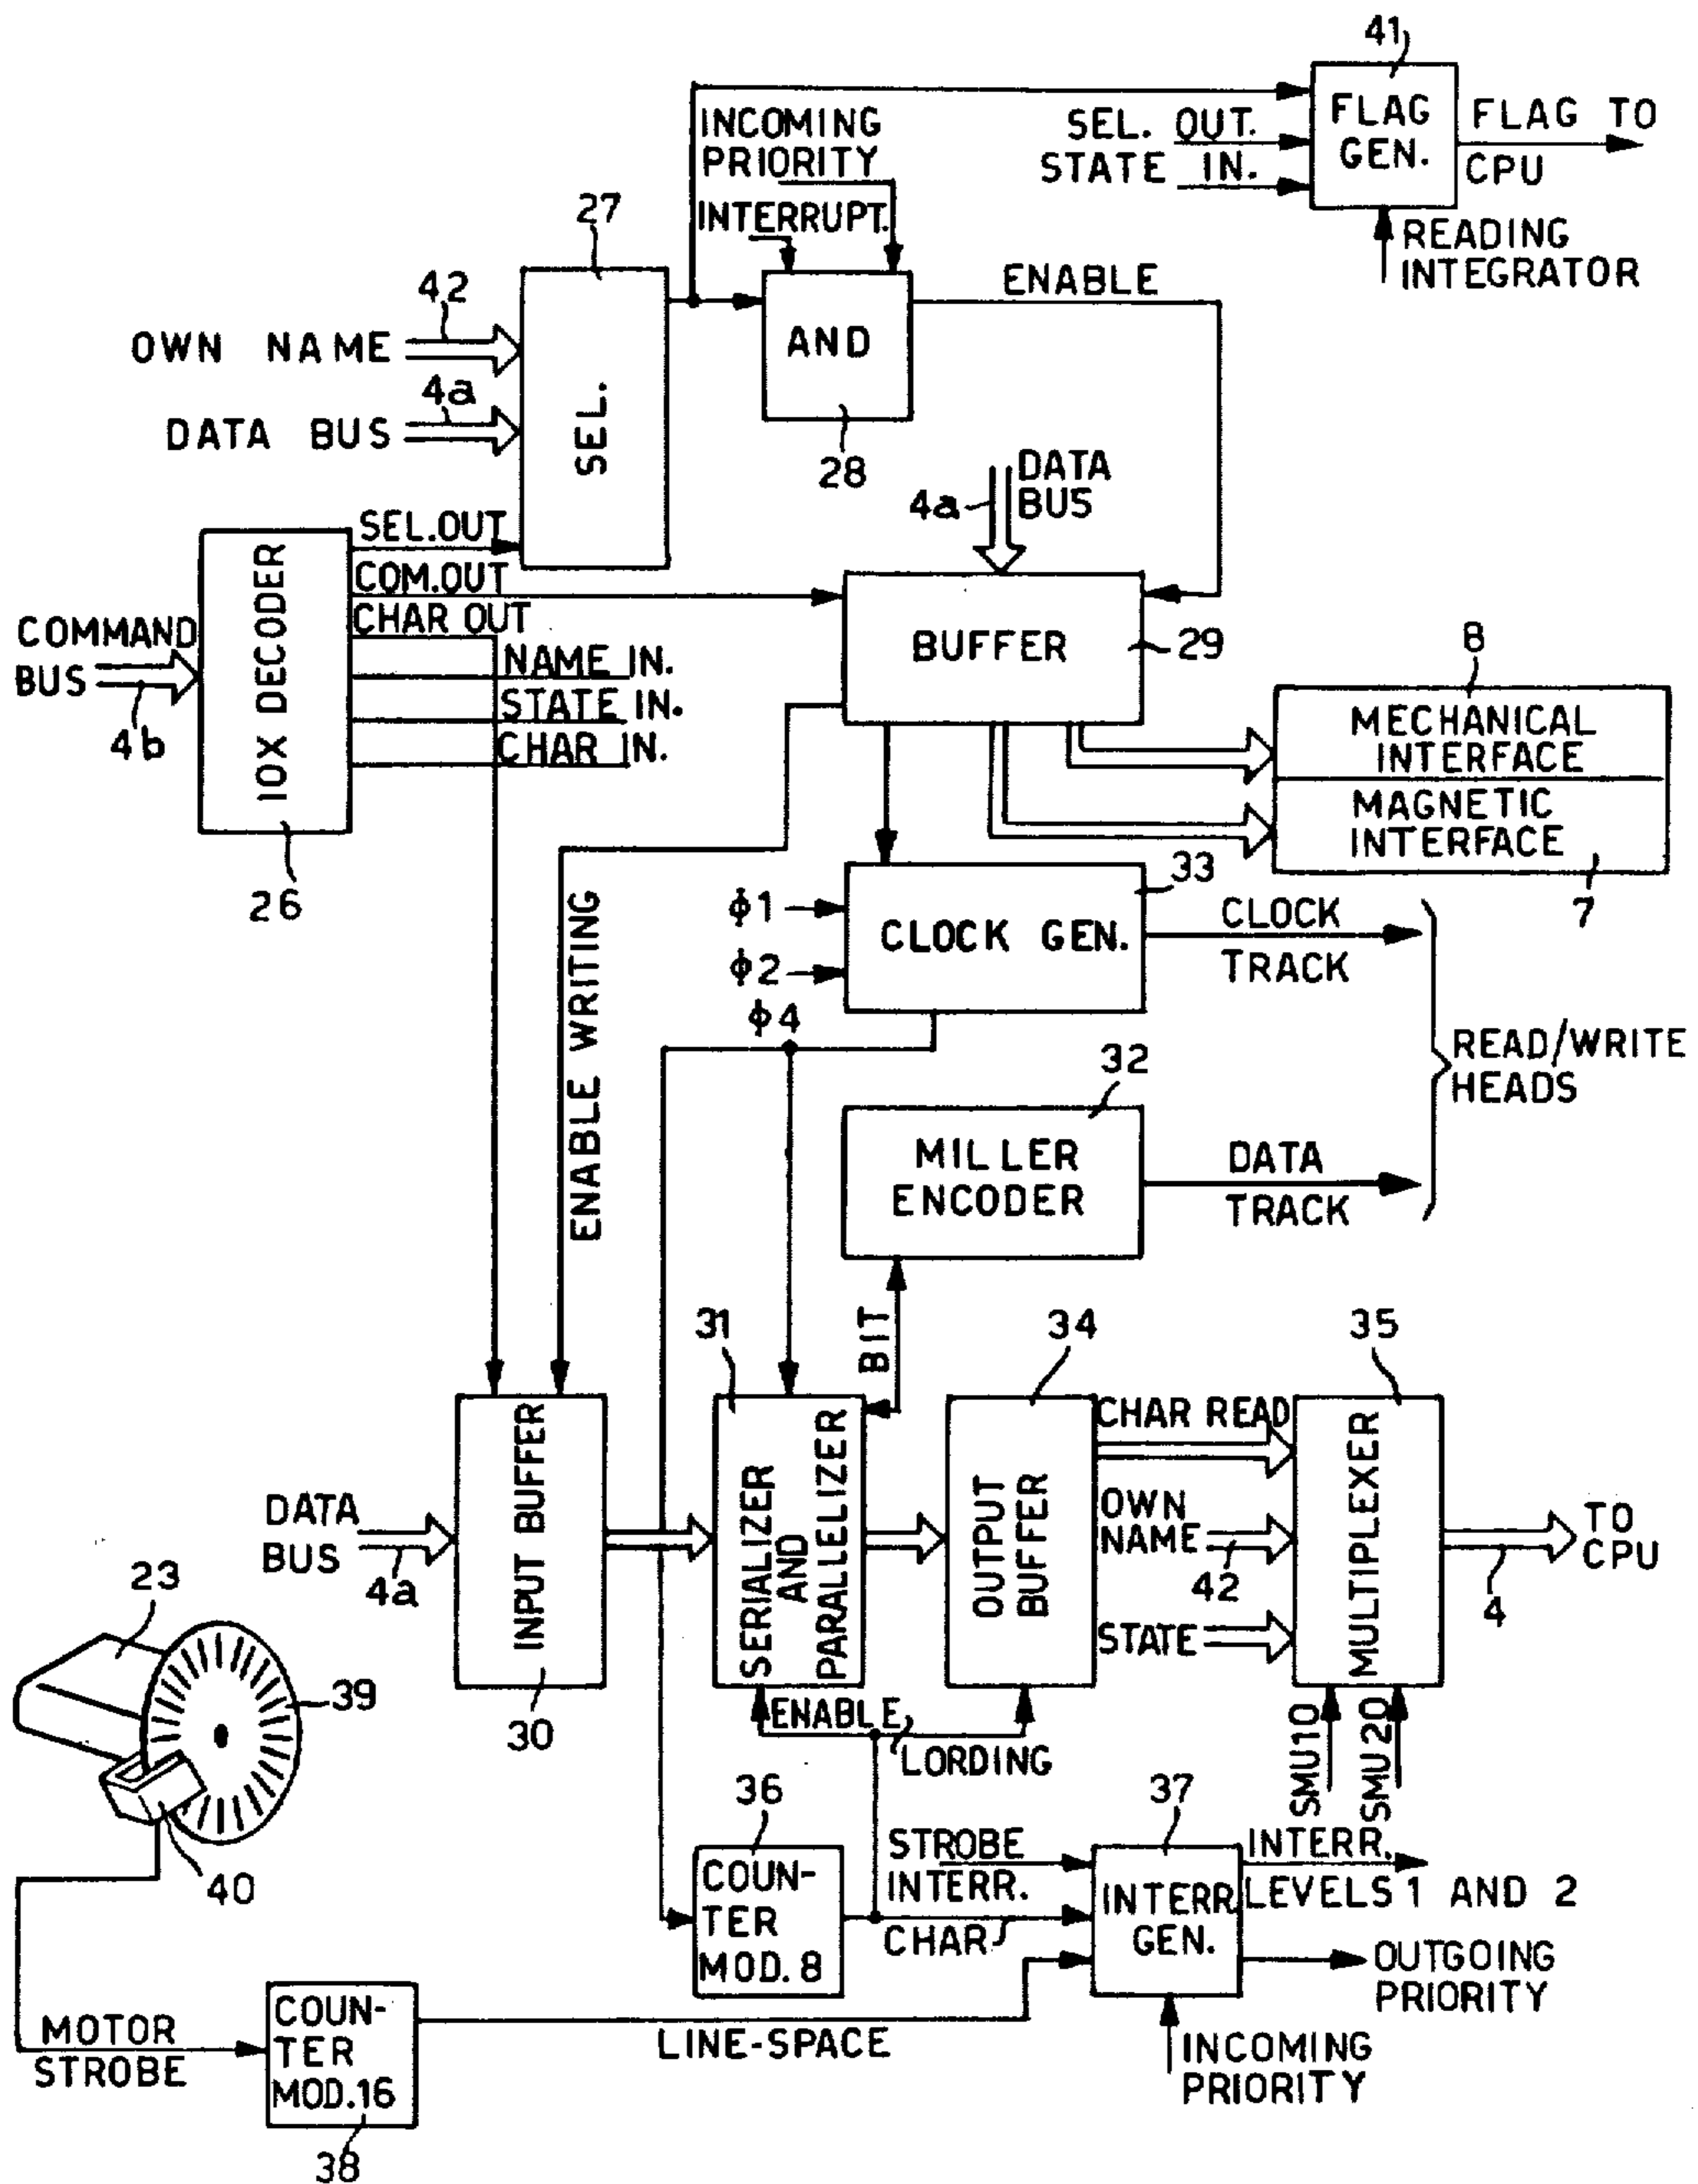 41
FLAG
GEN.
FLAG TO
CPU
INCOMING
PRIORITY
SEL. OUT.
STATE IN.
INTERRUPT.
READING
INTEGRATOR
27
42
OWN NAME
4a
DATA BUS
SEL.
AND
28
ENABLE
DATA
BUS
4a
SEL.OUT
COM.OUT
CHAR OUT
NAME IN.
STATE IN.
CHAR IN.
COMMAND
BUS
4b
IOX DECODER
26
BUFFER
29
8
MECHANICAL
INTERFACE
MAGNETIC
INTERFACE
7
33
ϕ1
ϕ2
ϕ4
CLOCK GEN.
CLOCK
TRACK
ENABLE WRITING
READ/WRITE
HEADS
32
MILLER
ENCODER
DATA
TRACK
BIT
31
34
35
DATA
BUS
4a
INPUT BUFFER
30
SERIALIZER
AND
PARALLELIZER
OUTPUT
BUFFER
CHAR READ
OWN
NAME
42
STATE
MULTIPLEXER
TO
CPU
4
SMU10
SMU20
23
39
40
ENABLE
LORDING
36
COUN-
TER
MOD.8
STROBE
INTERR.
CHAR
37
INTERR.
GEN.
INTERR.
LEVELS 1 AND 2
OUTGOING
PRIORITY
INCOMING
PRIORITY
MOTOR
STROBE
COUN-
TER
MOD.16
38
LINE-SPACE